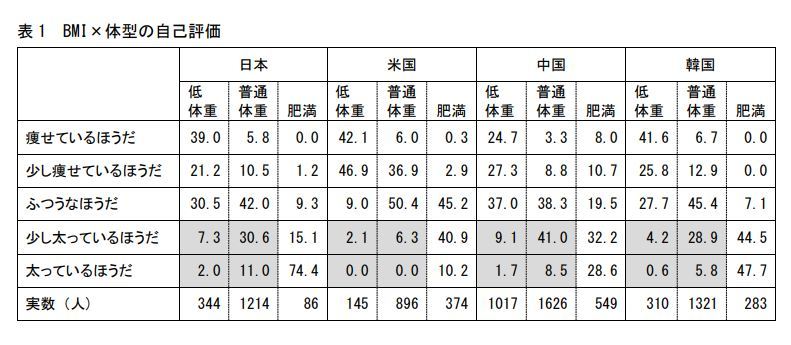 表1 BMI×体型の自己評価
日本 米国 中国 韓国
低体重 普通体重 肥満 低体重 普通体重 肥満 低体重 普通体重 肥満 低体重 普通体重 肥満
痩せているほうだ 39.0 5.8 0.0 42.1 6.0 0.3 24.7 3.3 8.0 41.6 6.7 0.0
少し痩せているほうだ 21.2 10.5 1.2 46.9 36.9 2.9 27.3 8.8 10.7 25.8 12.9 0.0
ふつうなほうだ 30.5 42.0 9.3 9.0 50.4 45.2 37.0 38.3 19.5 27.7 45.4 7.1
少し太っているほうだ 7.3 30.6 15.1 2.1 6.3 40.9 9.1 41.0 32.2 4.2 28.9 44.5
太っているほうだ 2.0 11.0 74.4 0.0 0.0 10.2 1.7 8.5 28.6 0.6 5.8 47.7
実数（人） 344 1214 86 145 896 374 1017 1626 549 310 1321 283